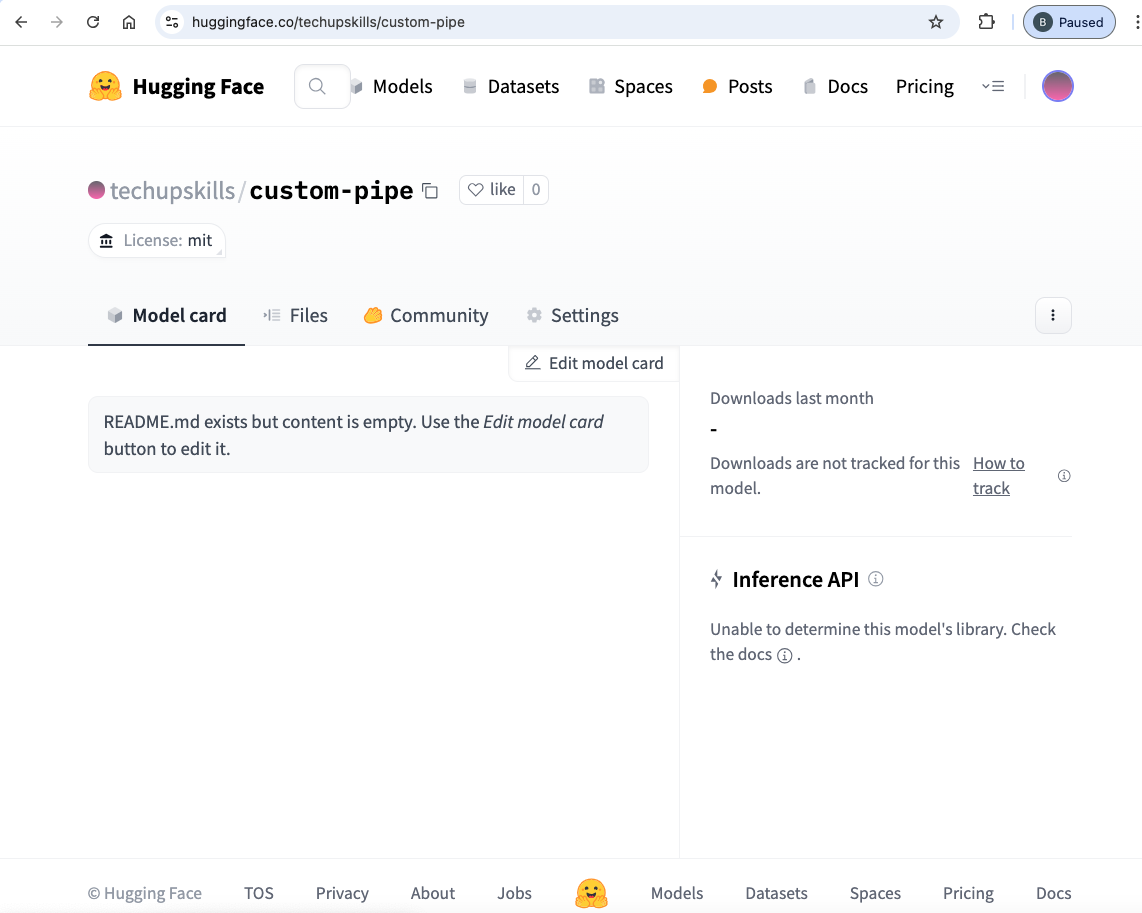 huggingface.co/techupskills/custom-pipe
B Paused
Hugging Face Models Datasets Spaces Posts Docs Pricing
techupskills/custom-pipe like 0
License: mit
Model card Files Community Settings
Edit model card
README.md exists but content is empty. Use the Edit model card
button to edit it.
Downloads last month
-
Downloads are not tracked for this
model.
How to
track
Inference API
Unable to determine this model's library. Check
the docs .
© Hugging Face TOS Privacy About Jobs Models Datasets Spaces Pricing Docs